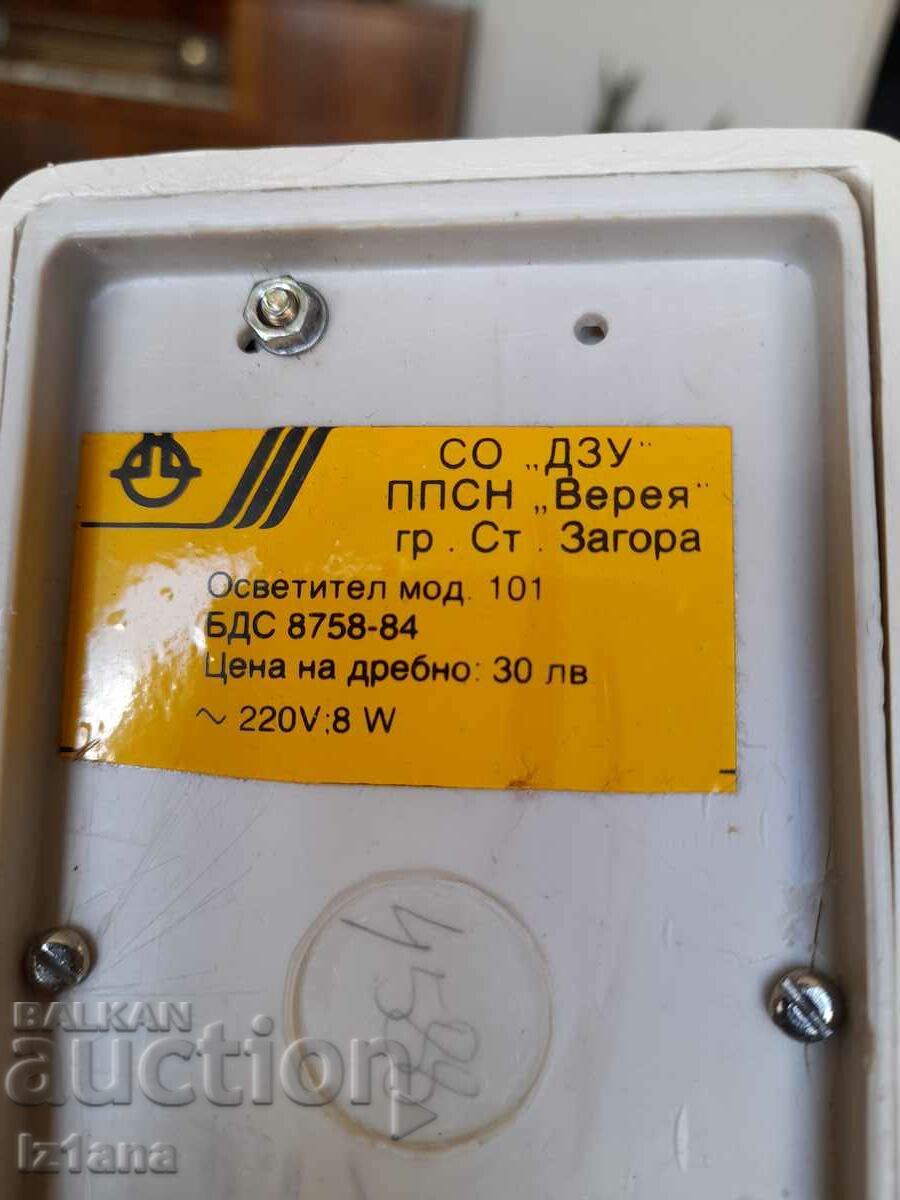 СО „ДЗУ"
ППСН „Верея"
гр. Ст. Загора
Осветител мод. 101
БДС 8758-84
Цена на дребно: 30 лв
~ 220V;8 W
BALKAN
auction
iz1ana